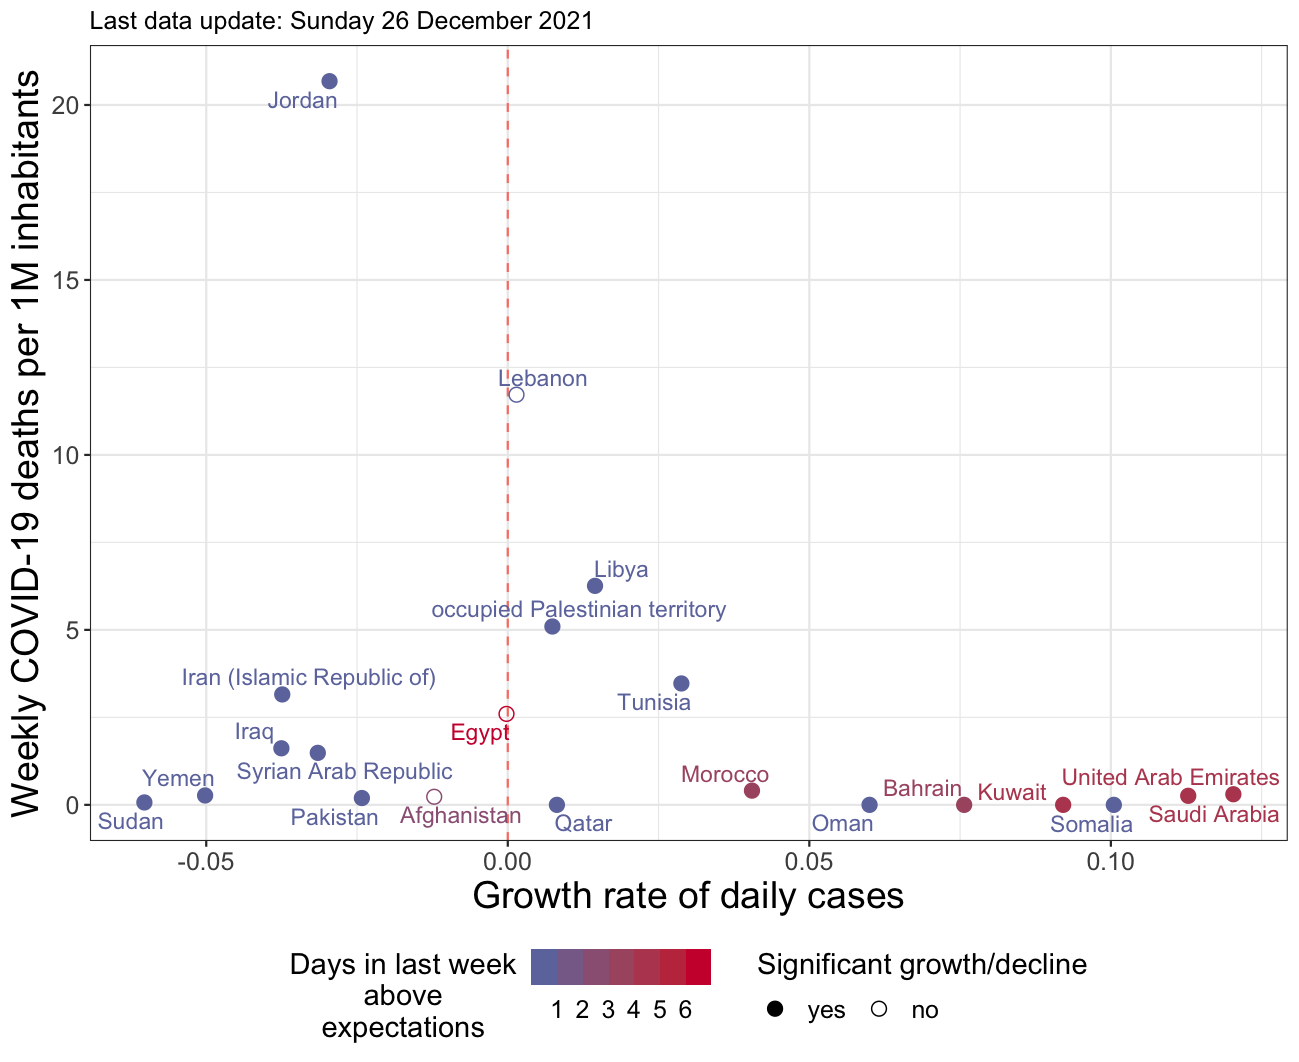 Last data update: Sunday 26 December 2021
Weekly COVID-19 deaths per 1M inhabitants
20
15
10
5
0
Jordan
Lebanon
Libya
occupied Palestinian territory
Iran (Islamic Republic of)
Tunisia
Egypt
Iraq
Syrian Arab Republic
Yemen
Morocco
United Arab Emirates
Bahrain
Kuwait
Sudan
Pakistan
Afghanistan
Qatar
Oman
Somalia
Saudi Arabia
-0.05
0.00
0.05
0.10
Growth rate of daily cases
Days in last week
above
expectations
1 2 3 4 5 6
Significant growth/decline
yes
no